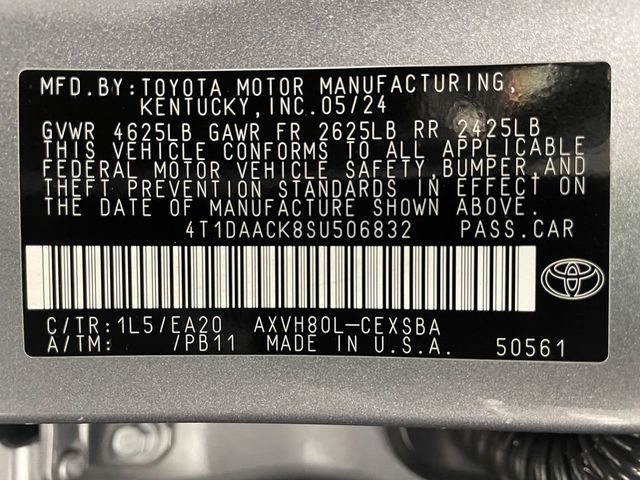 MFD. BY: TOYOTA MOTOR MANUFACTURING,
KENTUCKY, INC. 05/24
GVWR 4625LB GAWR FR 2625LB RR 2425LB
THIS VEHICLE CONFORMS TO ALL APPLICABLE
FEDERAL MOTOR VEHICLE SAFETY, BUMPER, AND
THEFT PREVENTION STANDARDS IN EFFECT ON
THE DATE OF MANUFACTURE SHOWN ABOVE.
4T1DAACK8SU506832 PASS. CAR
C/TR: 1L5/EA20 AXVH80L-CEXSBA
A/TM: /PB11 MADE IN U.S.A. 50561